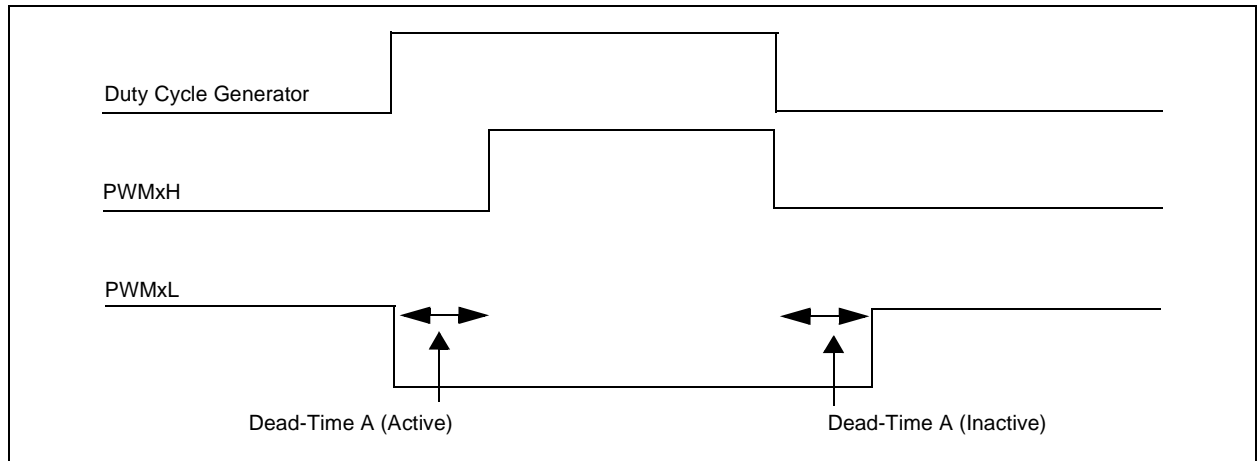 Duty Cycle Generator
PWMxH
PWMxL
Dead-Time A (Active)
Dead-Time A (Inactive)